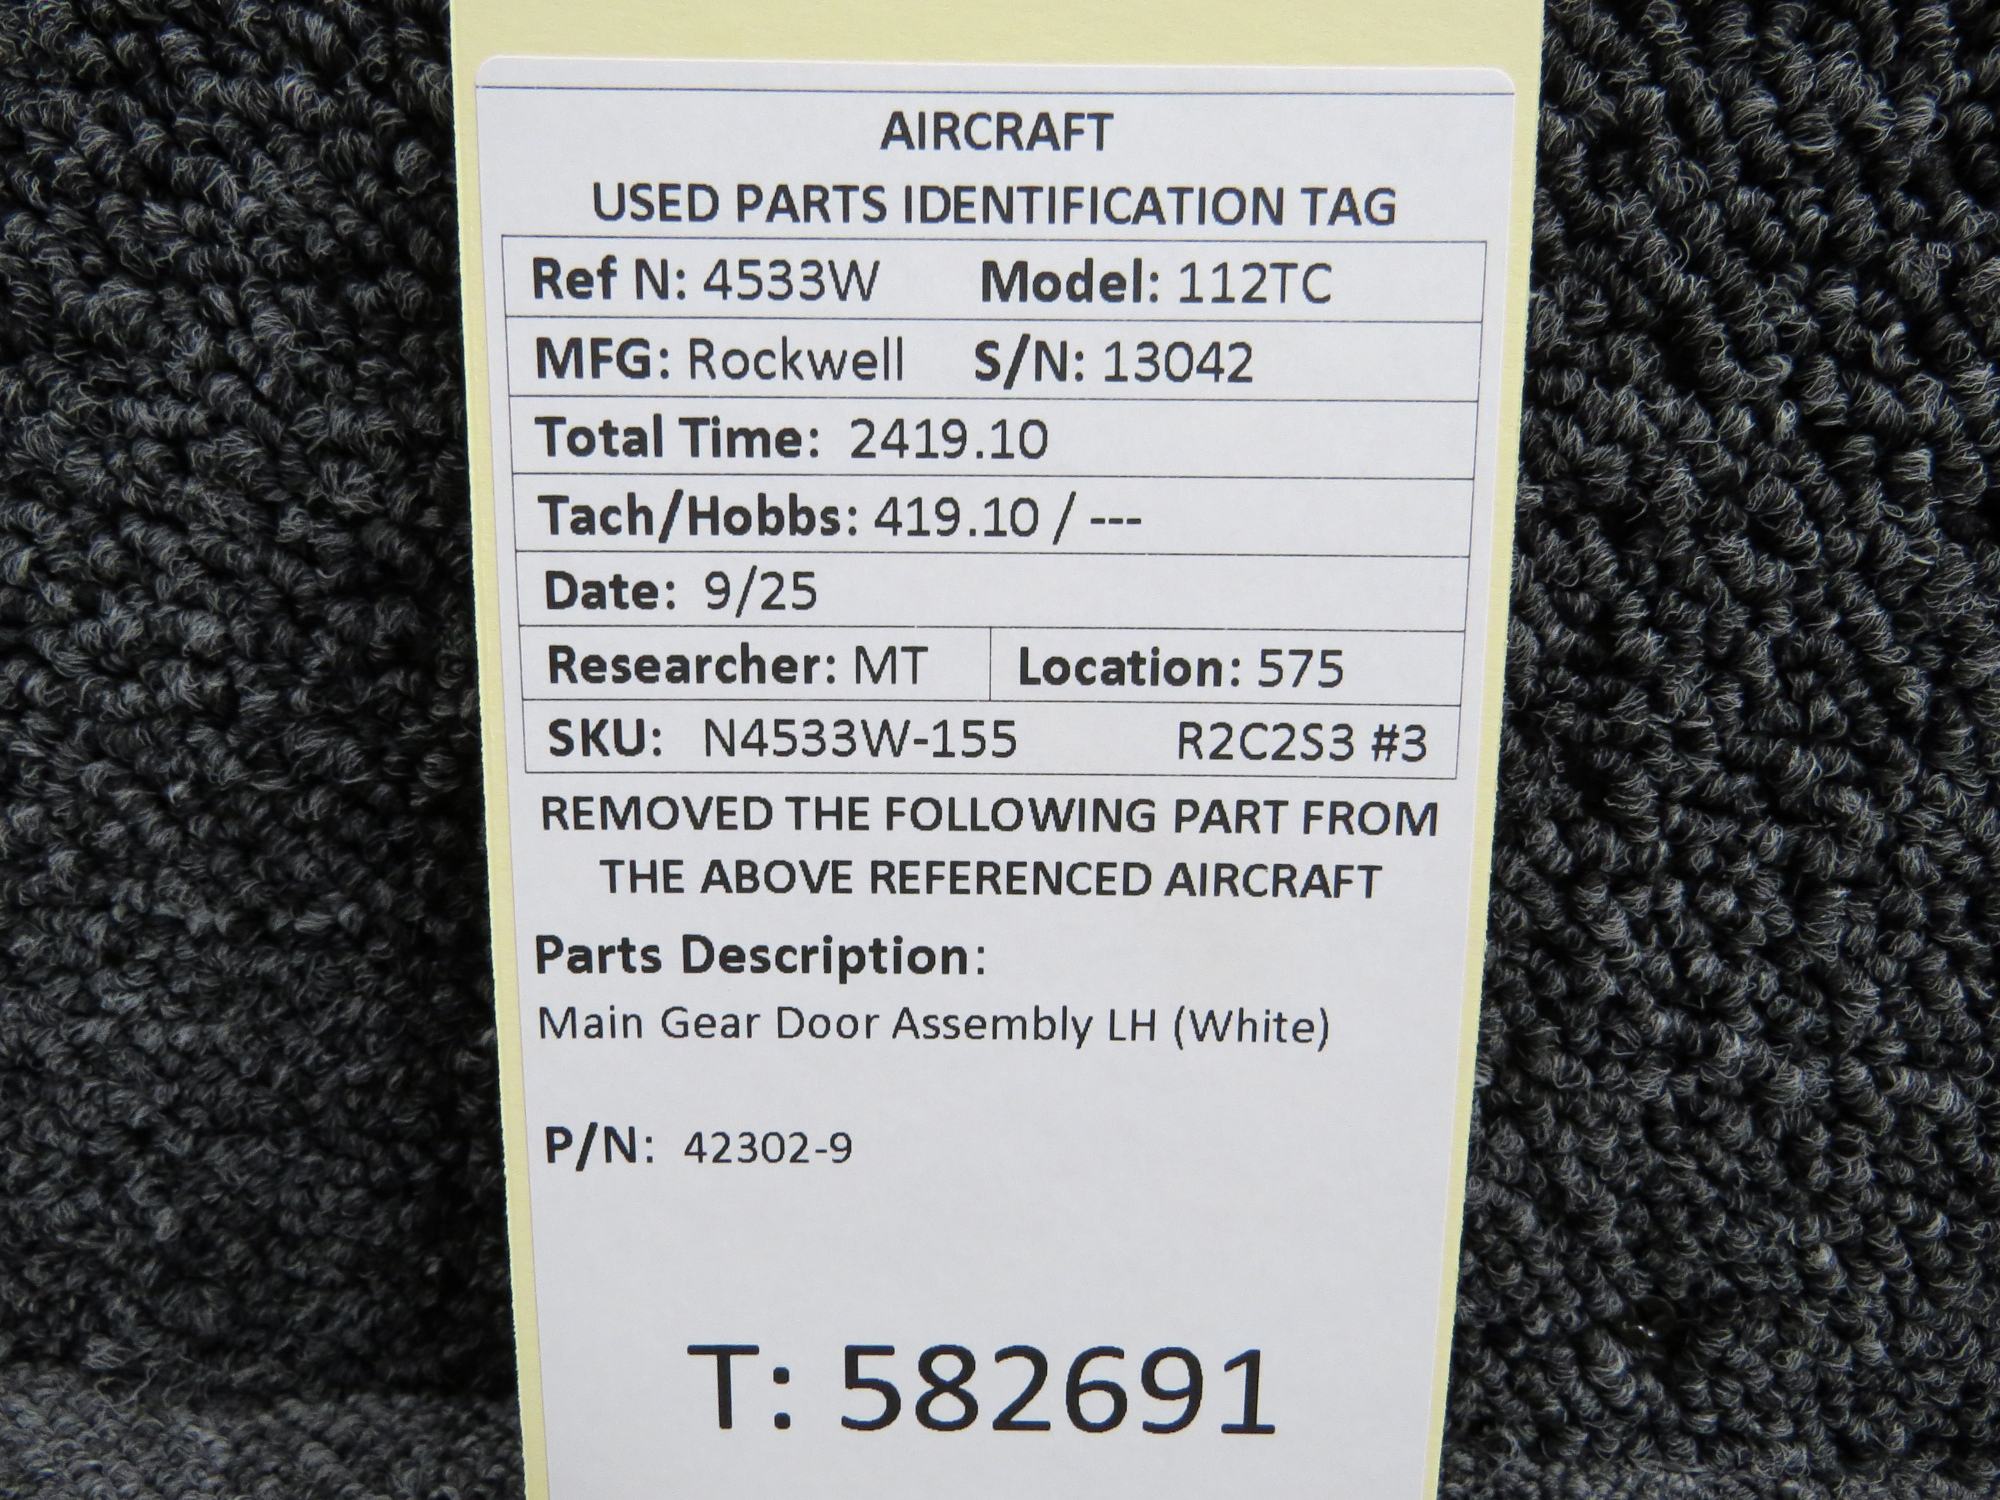 AIRCRAFT
USED PARTS IDENTIFICATION TAG
Ref N: 4533W Model: 112TC
MFG: Rockwell S/N: 13042
Total Time: 2419.10
Tach/Hobbs: 419.10 / ---
Date: 9/25
Researcher: MT Location: 575
SKU: N4533W-155 R2C2S3 #3
REMOVED THE FOLLOWING PART FROM
THE ABOVE REFERENCED AIRCRAFT
Parts Description:
Main Gear Door Assembly LH (White)
P/N: 42302-9
T: 582691